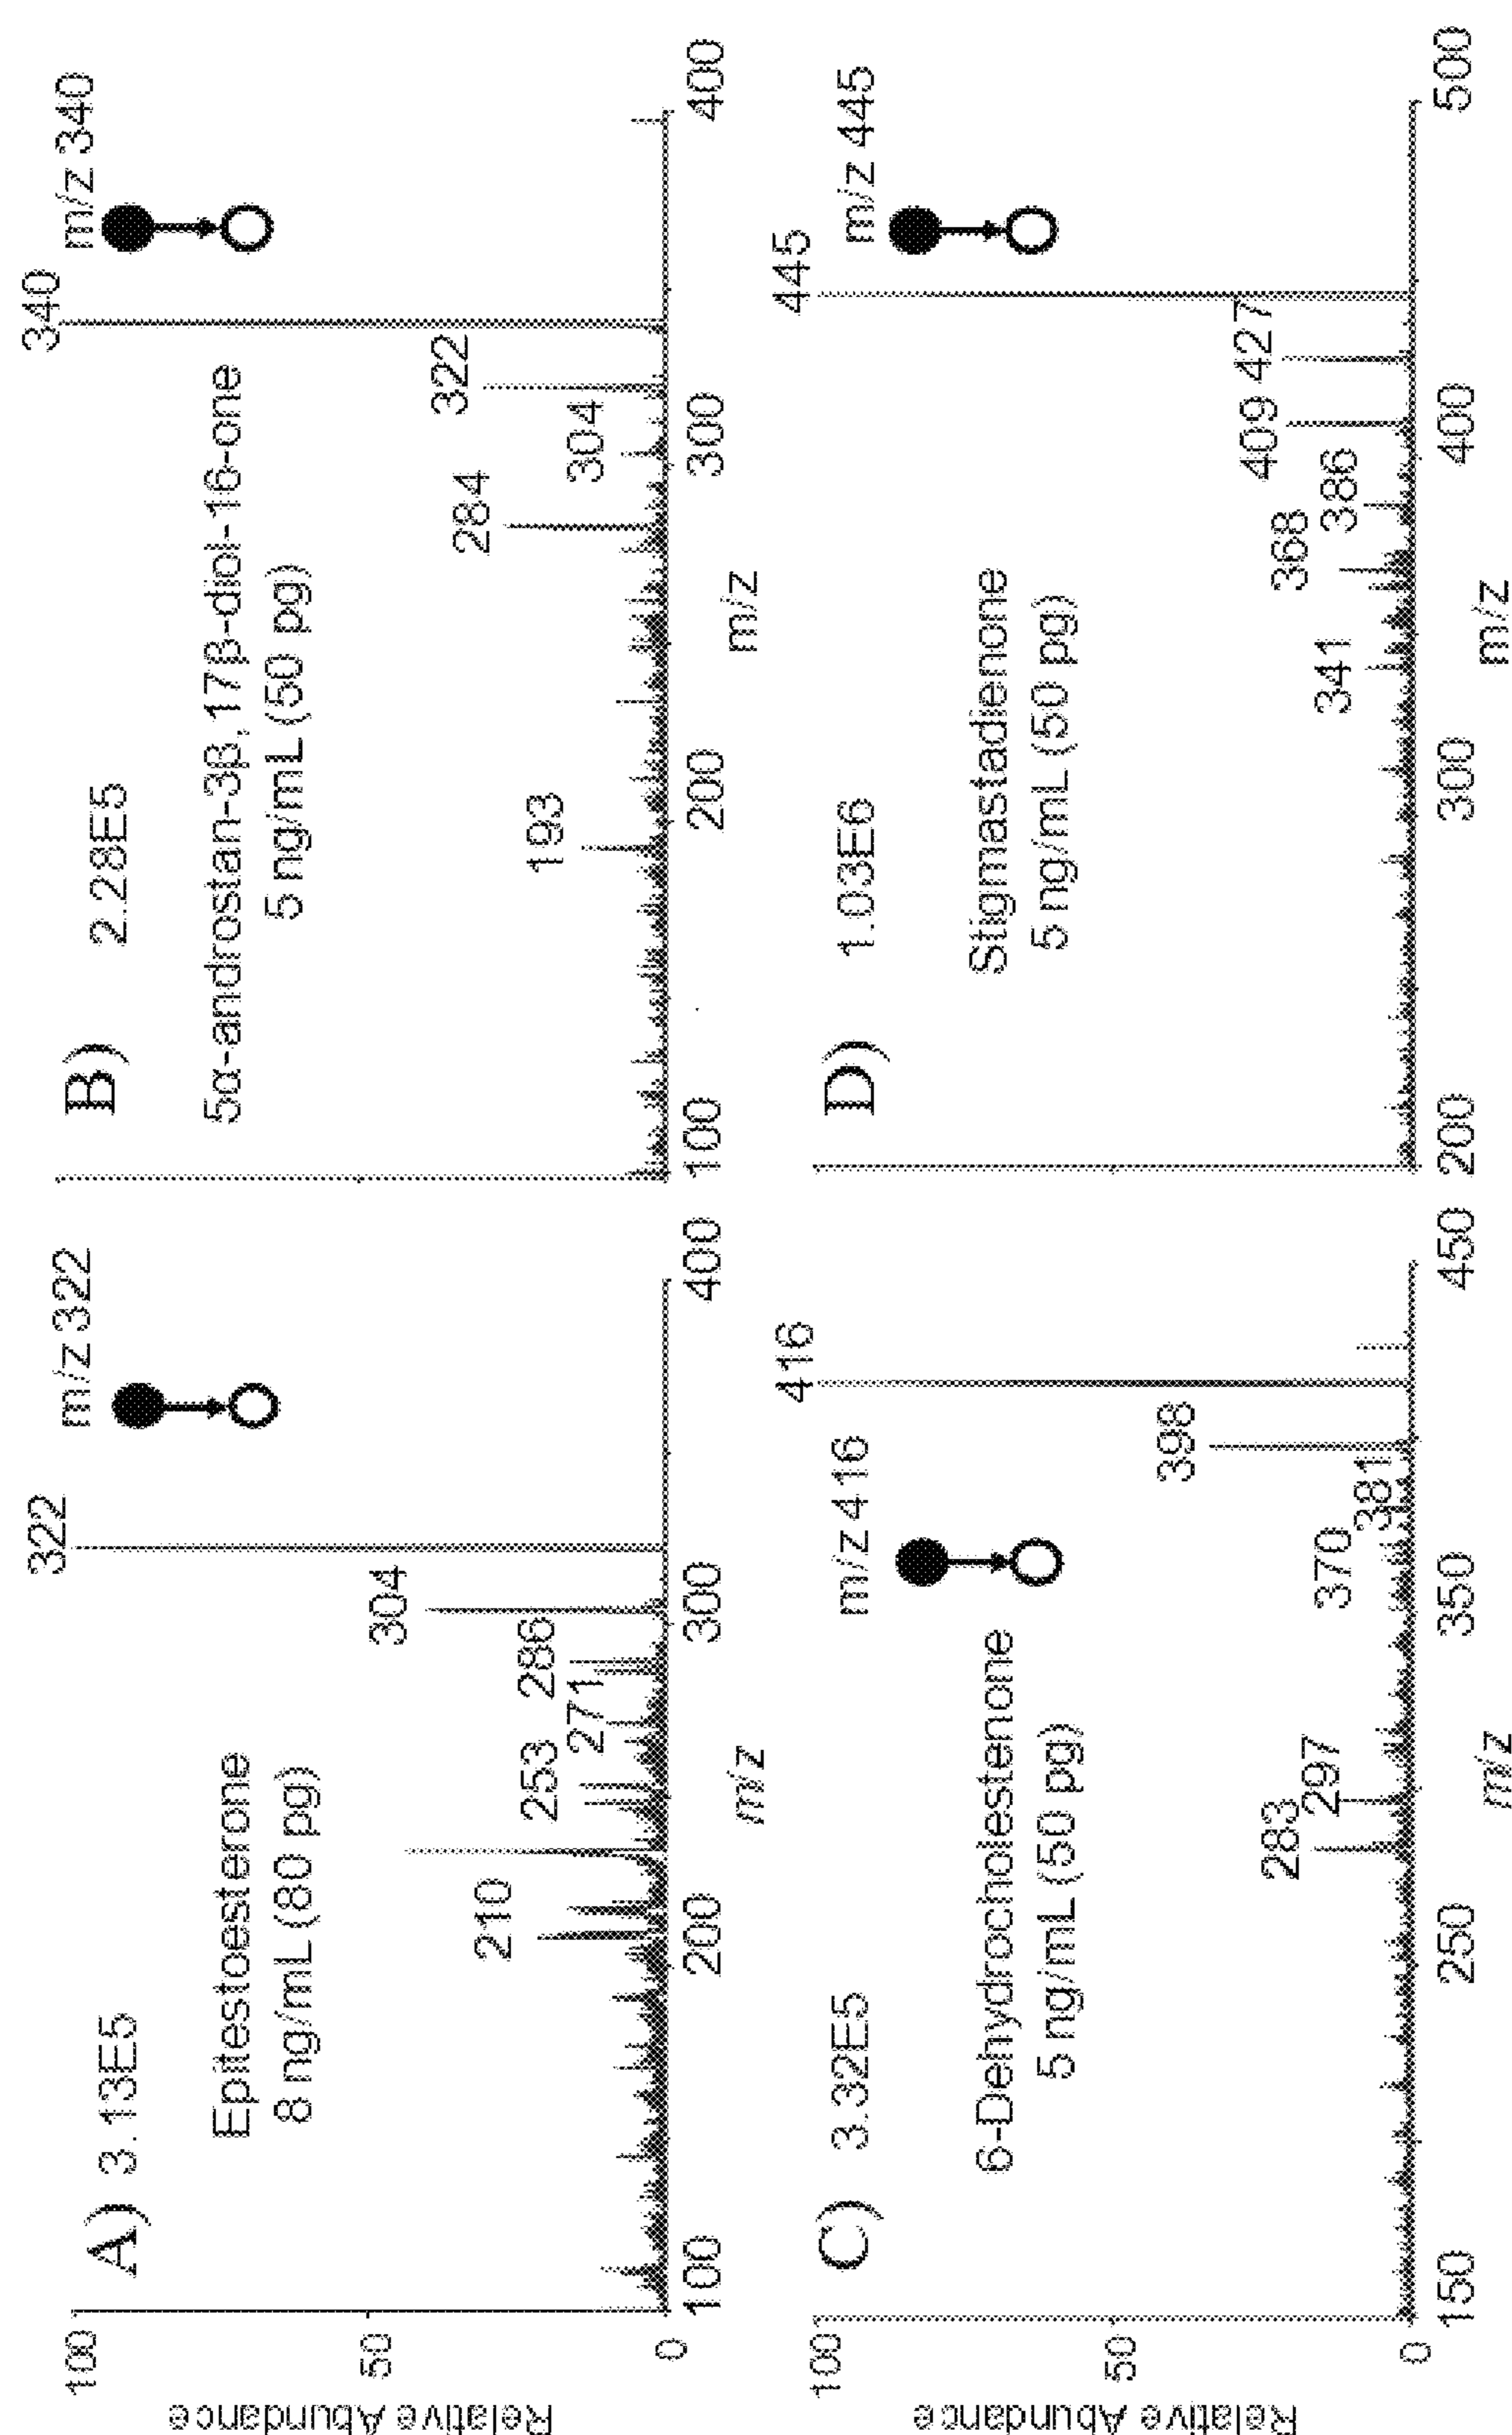 A) 3.13E5
m/z 322
Epitestoesterone
8 ng/mL (80 pg)
322
304
286
271
253
210
Relative Abundance
100
50
0
100
200
300
400
m/z
B) 2.28E5
m/z 340
5α-androstan-3β,17β-diol-16-one
5 ng/mL (50 pg)
340
322
304
284
193
100
200
300
400
m/z
C) 3.32E5
m/z 416
6-Dehydrocholestenone
5 ng/mL (50 pg)
416
398
381
370
297
283
Relative Abundance
100
50
0
150
250
350
450
m/z
D) 1.03E6
m/z 445
Stigmastadienone
5 ng/mL (50 pg)
445
427
409
386
368
341
200
300
400
500
m/z